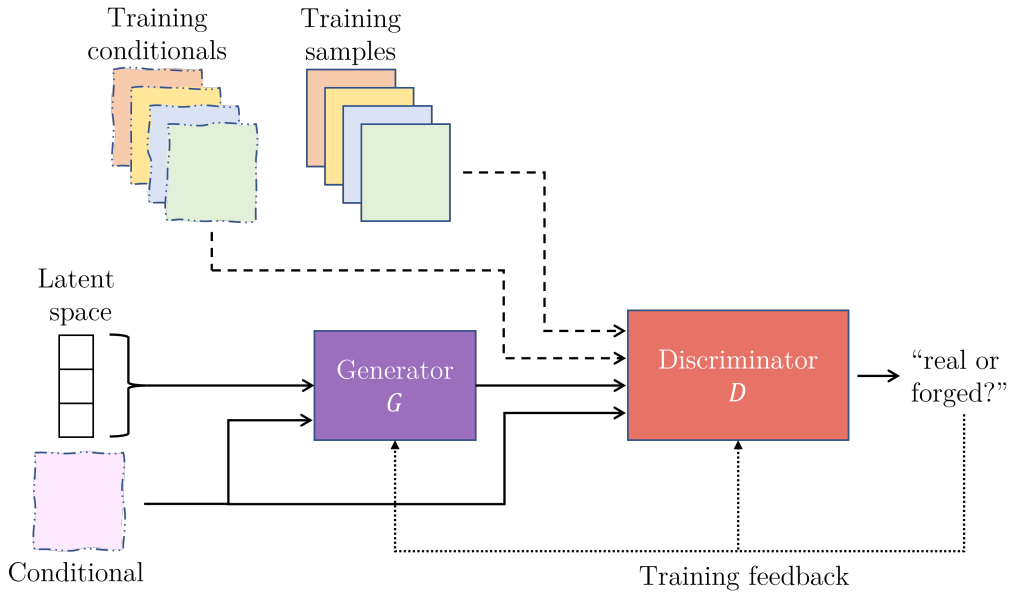 Training
conditionals
Training
samples
Latent
space
Generator
G
Discriminator
D
“real or
forged?”
Conditional
Training feedback